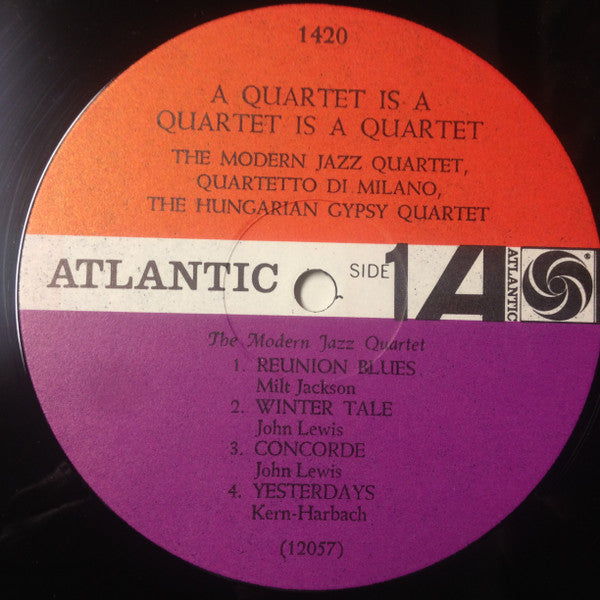 1420
A QUARTET IS A
QUARTET IS A QUARTET
THE MODERN JAZZ QUARTET,
QUARTETTO DI MILANO,
THE HUNGARIAN GYPSY QUARTET
ATLANTIC SIDE 1 A ATLANTIC ®
The Modern Jazz Quartet
1. REUNION BLUES
Milt Jackson
2. WINTER TALE
John Lewis
3. CONCORDE
John Lewis
4. YESTERDAYS
Kern-Harbach
(12057)